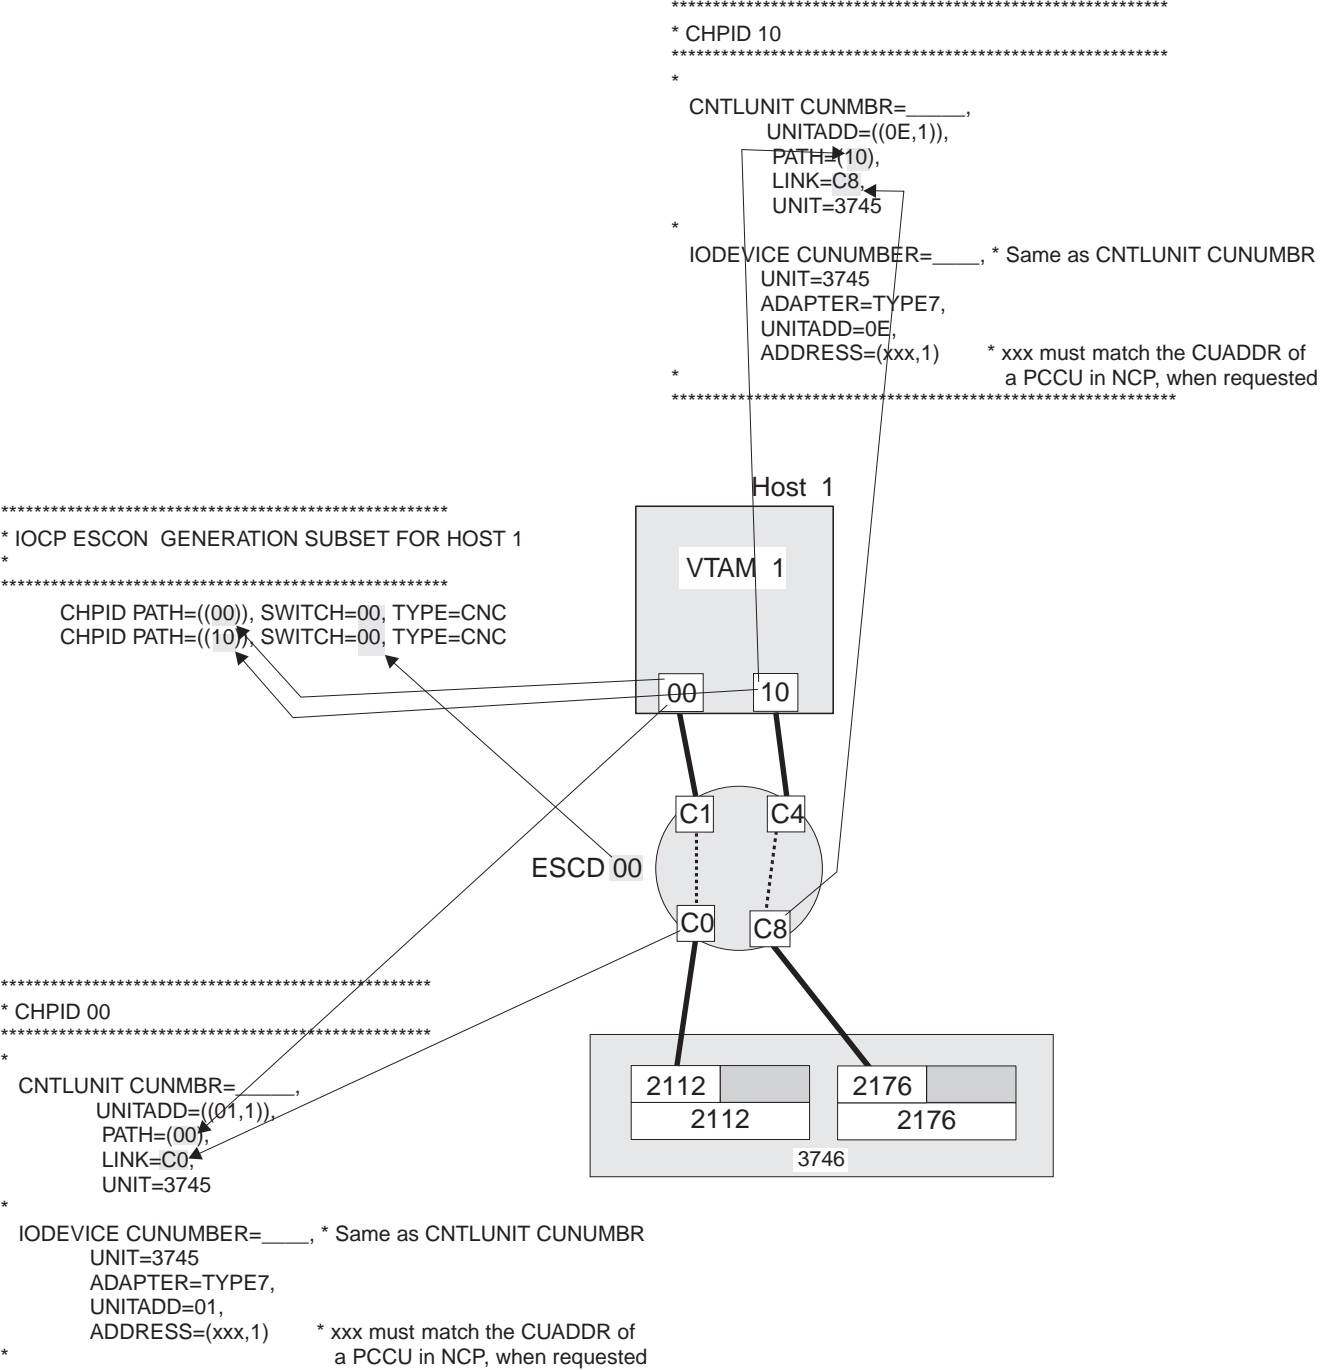 ************************************************************
* CHPID 10
************************************************************
*
CNTLUNIT CUNMBR=_____,
UNITADD=((0E,1)),
PATH=(10),
LINK=C8,
UNIT=3745
*
IODEVICE CUNUMBER=____, * Same as CNTLUNIT CUNUMBR
UNIT=3745
ADAPTER=TYPE7,
UNITADD=0E,
ADDRESS=(xxx,1) * xxx must match the CUADDR of
* a PCCU in NCP, when requested
*************************************************************
Host 1
VTAM 1
00
10
******************************************************
* IOCP ESCON GENERATION SUBSET FOR HOST 1
*
******************************************************
CHPID PATH=((00)), SWITCH=00, TYPE=CNC
CHPID PATH=((10)), SWITCH=00, TYPE=CNC
C1
C4
ESCD 00
C0
C8
****************************************************
* CHPID 00
****************************************************
*
CNTLUNIT CUNMBR=_____,
UNITADD=((01,1)),
PATH=(00),
LINK=C0,
UNIT=3745
*
IODEVICE CUNUMBER=____, * Same as CNTLUNIT CUNUMBR
UNIT=3745
ADAPTER=TYPE7,
UNITADD=01,
ADDRESS=(xxx,1) * xxx must match the CUADDR of
* a PCCU in NCP, when requested
2112
2112
2176
2176
3746